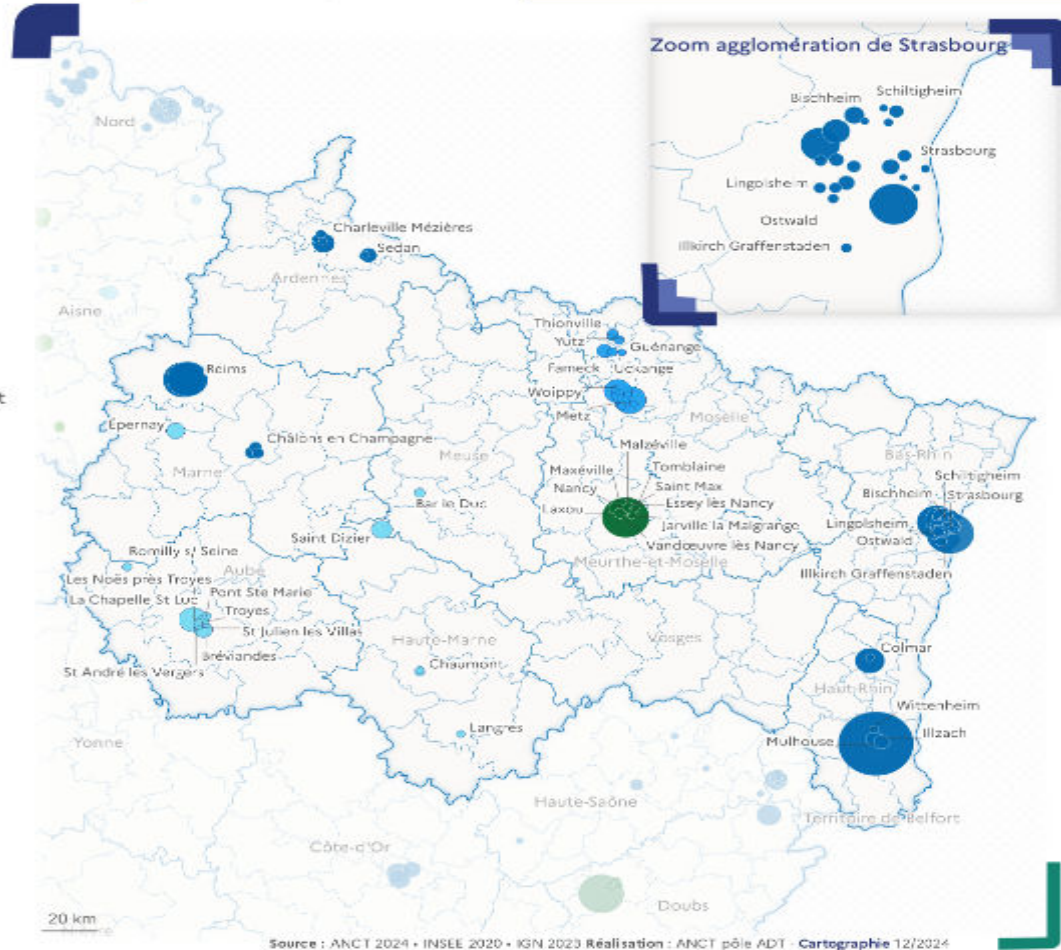 Zoom agglomération de Strasbourg
Schiltigheim
Bischheim
Strasbourg
Lingolsheim
Ostwald
Illkirch Graffenstaden
Nord
Charleville Mézières
Sedan
Ardennes
Aisne
Thionville
Yutz
Guénange
Fameck
Uckange
Reims
Woippy
Metz
Moselle
t
Épernay
Châlons en Champagne
Marne
Meuse
Malzéville
Bas-Rhin
Maxéville
Tomblaine
Schiltigheim
Nancy
Saint Max
Bischheim
Strasbourg
Bar le Duc
Laxou
Essey lès Nancy
Lingolsheim
Jarville la Malgrange
Saint Dizier
Ostwald
Vandœuvre lès Nancy
Romilly s/ Seine
Meurthe-et-Moselle
Aube
Illkirch Graffenstaden
Les Noës près Troyes
Pont Ste Marie
La Chapelle St Luc
Troyes
St Julien les Villas
Haute-Marne
Vosges
Bréviandes
Colmar
St André les Vergers
Chaumont
Haut-Rhin
Wittenheim
Langres
Illzach
Yonne
Mulhouse
Haute-Saône
Territoire de Belfort
Côte-d'Or
Doubs
20 km
Nièvre
Source : ANCT 2024 • INSEE 2020 • IGN 2023 Réalisation : ANCT pôle ADT · Cartographie 12/2024